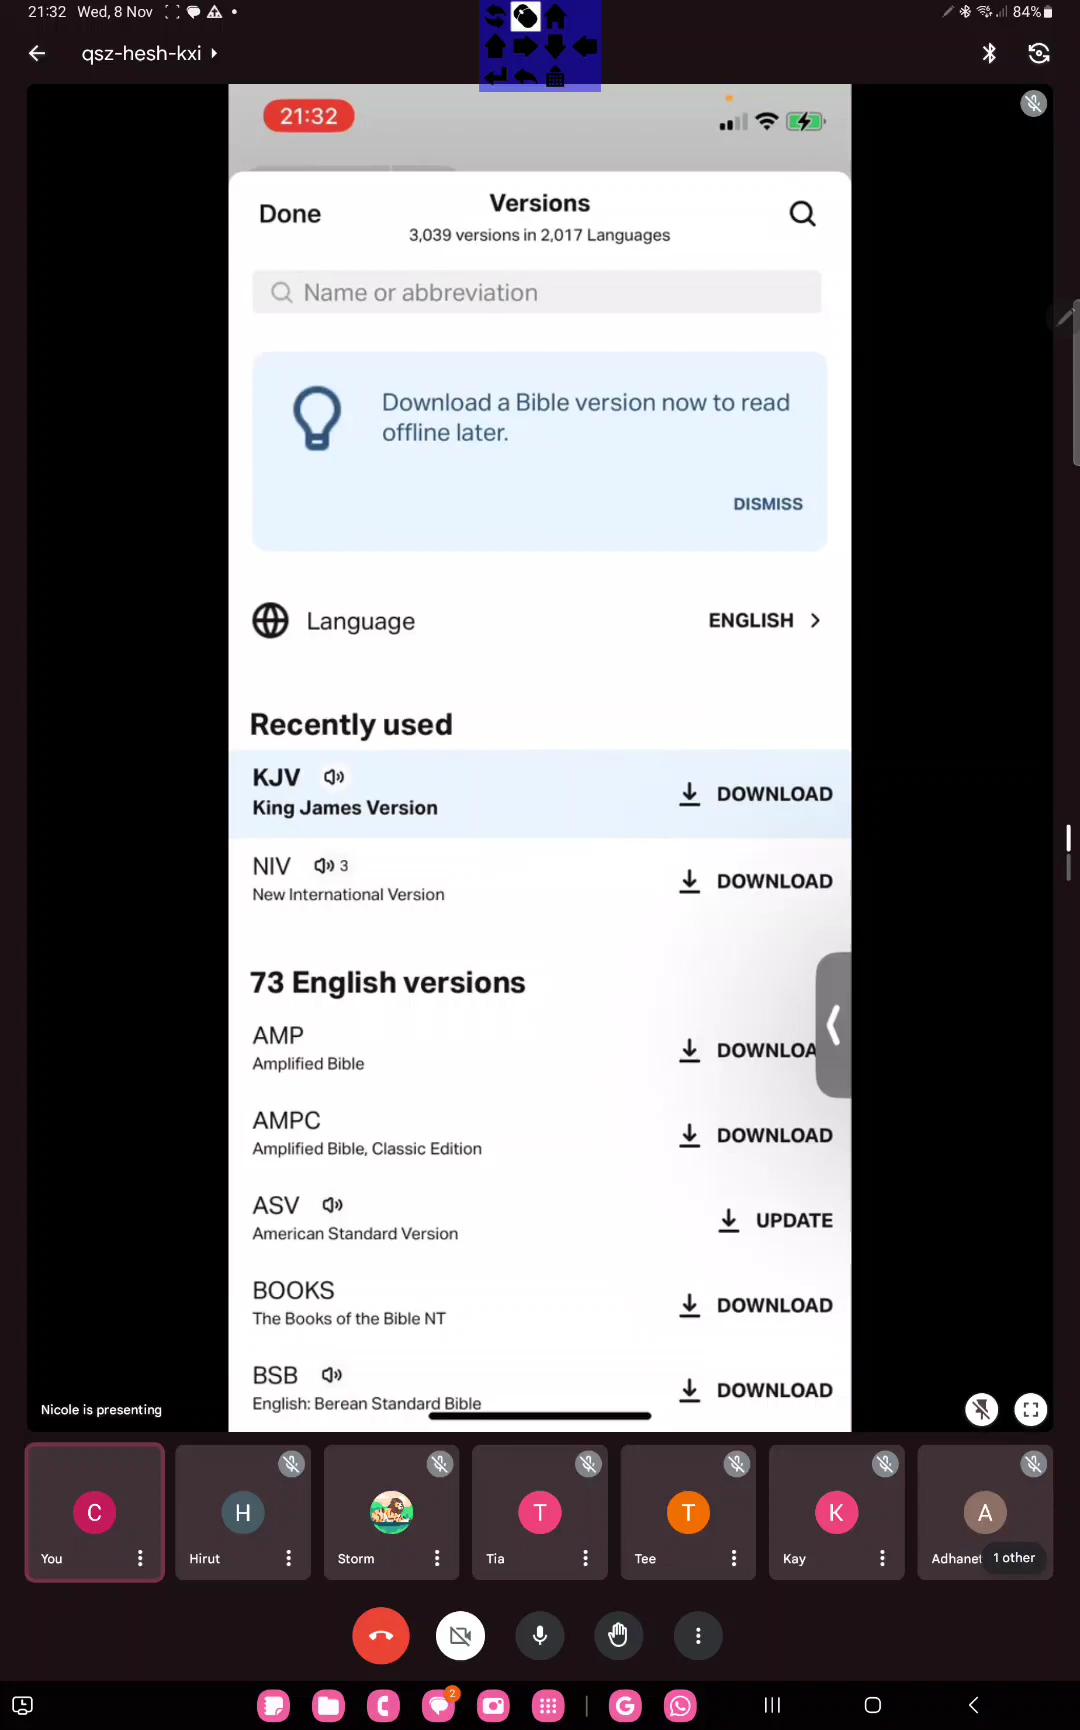 21:32 Wed, 8 Nov
84%
qsz-hesh-kxi
21:32
Done
Versions
3,039 versions in 2,017 Languages
Name or abbreviation
Download a Bible version now to read
offline later.
DISMISS
Language ENGLISH
Recently used
KJV
King James Version
DOWNLOAD
NIV 3
New International Version
DOWNLOAD
73 English versions
AMP
Amplified Bible
DOWNLOA
AMPC
Amplified Bible, Classic Edition
DOWNLOAD
ASV
American Standard Version
UPDATE
BOOKS
The Books of the Bible NT
DOWNLOAD
BSB
English: Berean Standard Bible
DOWNLOAD
Nicole is presenting
C H T T K A
You Hirut Storm Tia Tee Kay Adhanet 1 other
2
G